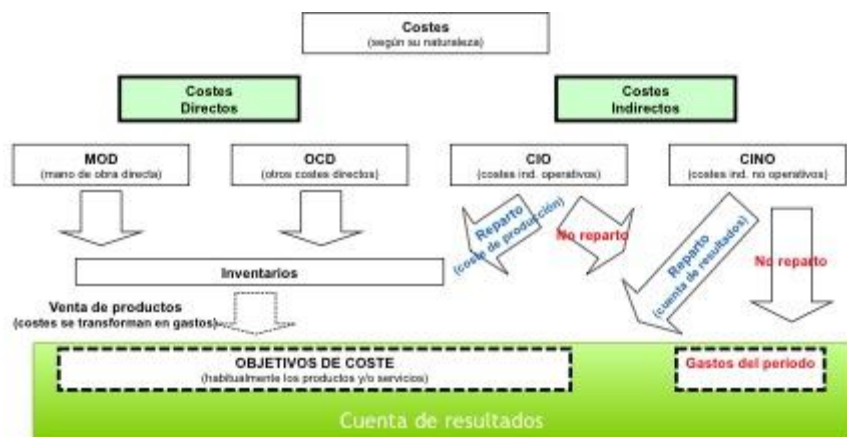 Costes
(según su naturaleza)
Costes
Directos
Costes
Indirectos
MOD
(mano de obra directa)
OCD
(otros costes directos)
CIO
(costes ind. operativos)
CINO
(costes ind. no operativos)
Reparto
(coste de producción)
No reparto
Reparto
(cuenta de resultados)
No reparto
Inventarios
Venta de productos
(costes se transforman en gastos)
OBJETIVOS DE COSTE
(habitualmente los productos y/o servicios)
Gastos del periodo
Cuenta de resultados